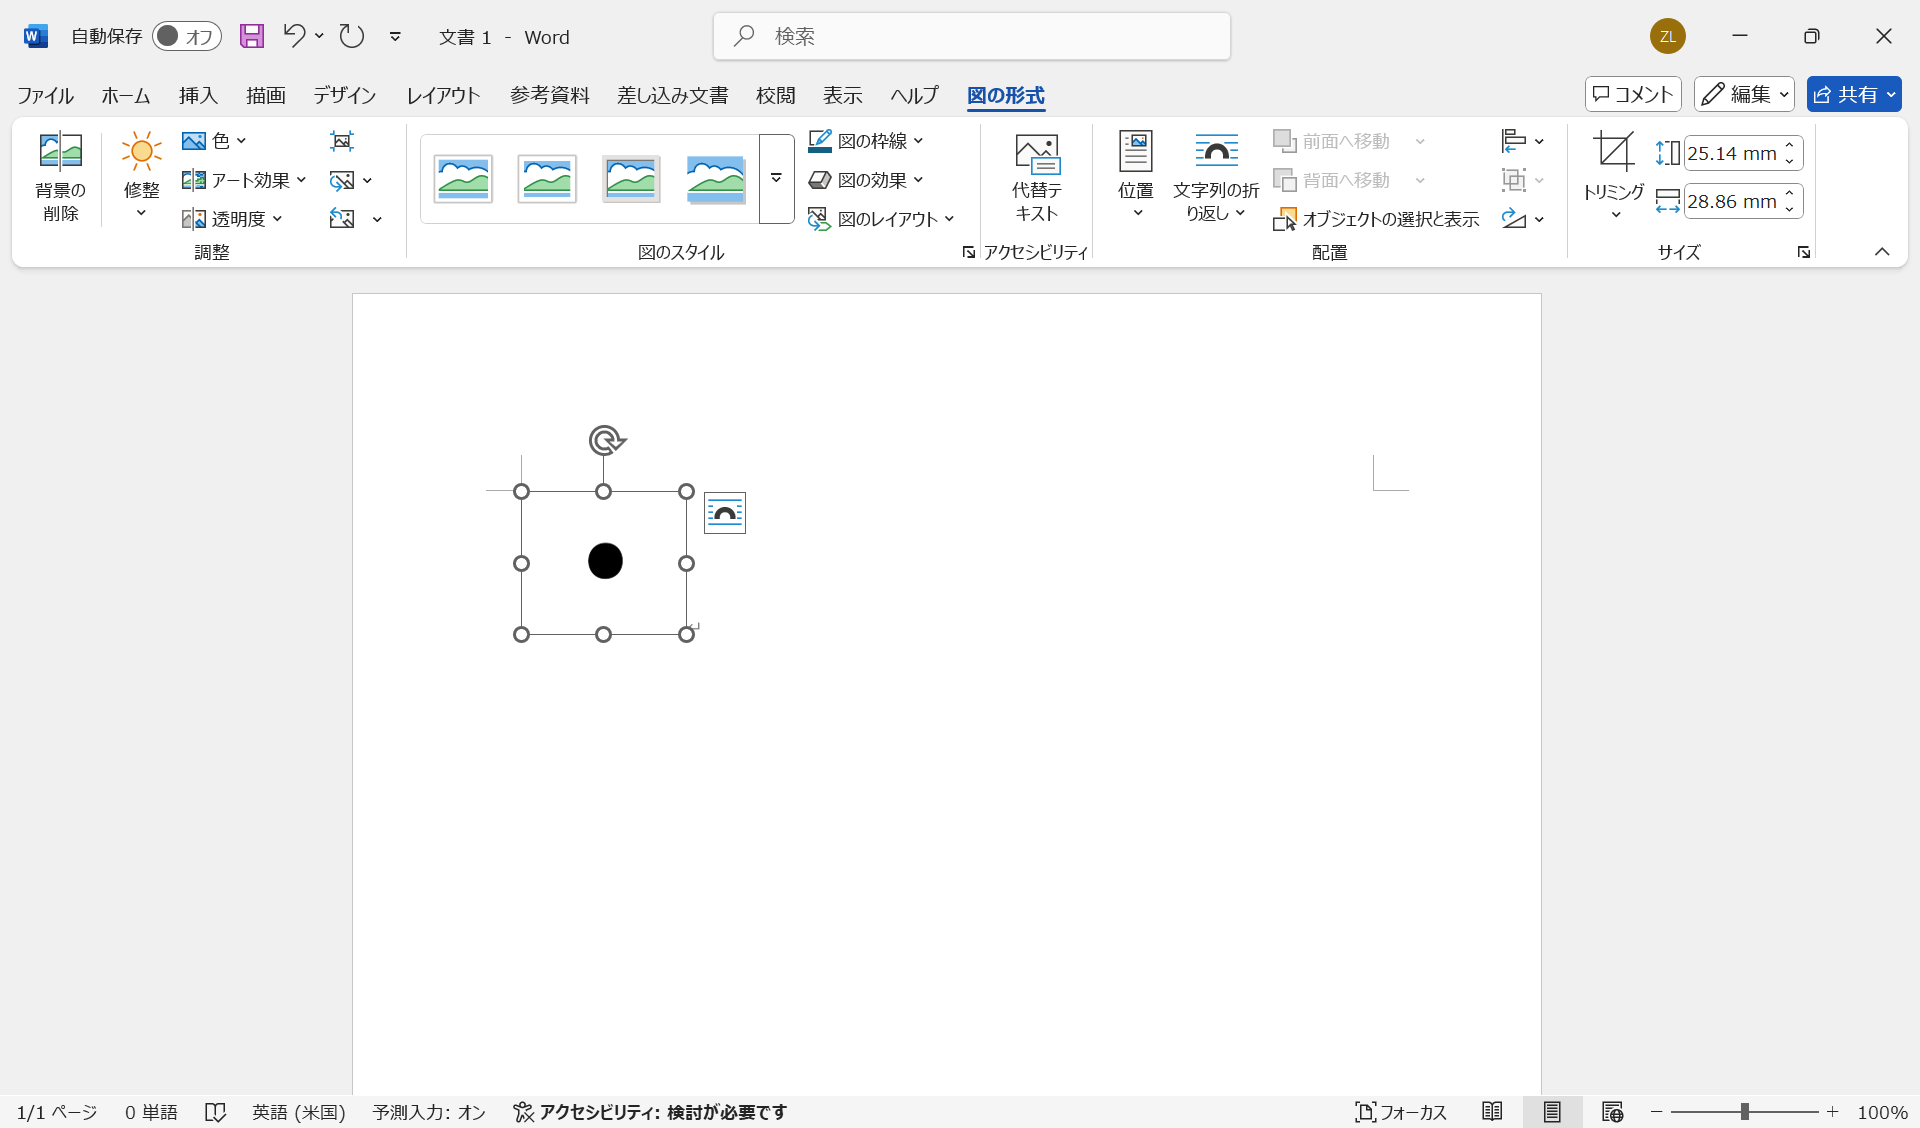 自動保存 オフ 文書 1 - Word 検索 ZL
ファイル ホーム 挿入 描画 デザイン レイアウト 参考資料 差し込み文書 校閲 表示 ヘルプ 図の形式 コメント 編集 共有
背景の
削除
修整
色
アート効果
透明度
調整
図の枠線
図の効果
図のレイアウト
図のスタイル
代替テ
キスト
アクセシビリティ
位置
文字列の折
り返し
前面へ移動
背面へ移動
オブジェクトの選択と表示
配置
トリミング
25.14 mm
28.86 mm
サイズ
1/1 ページ 0 単語 英語 (米国) 予測入力: オン アクセシビリティ: 検討が必要です フォーカス 100%